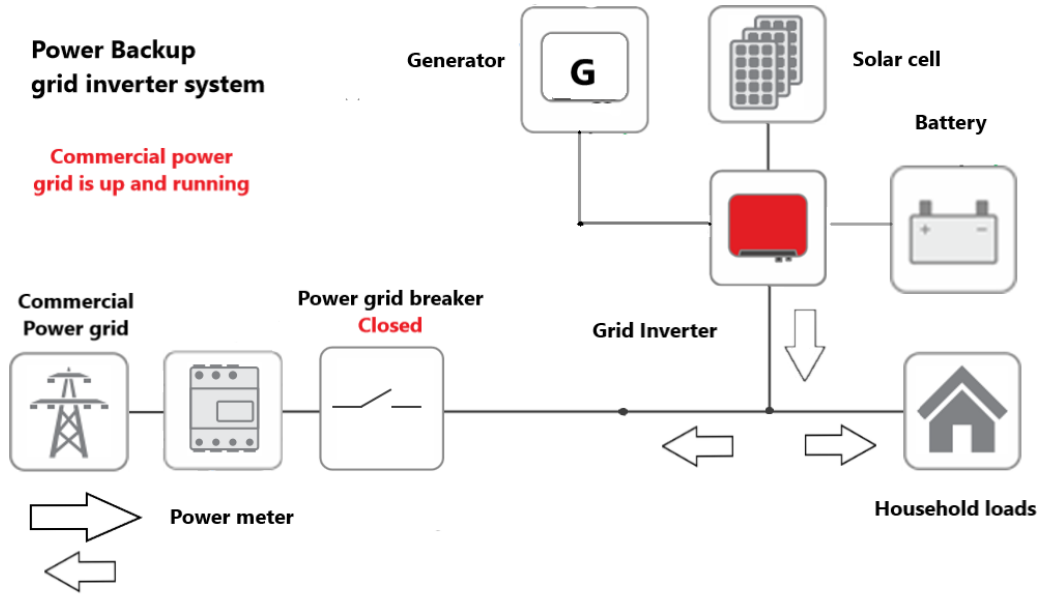 Power Backup
grid inverter system
Commercial power
grid is up and running
Generator
G
Solar cell
Battery
+ -
Commercial
Power grid
Power grid breaker
Closed
Grid Inverter
Power meter
Household loads